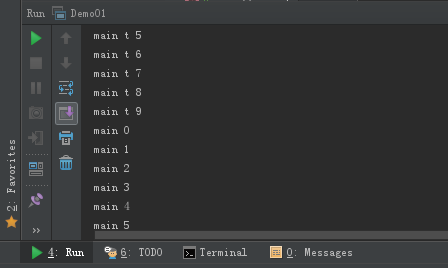 Run Demo01
main t 5
main t 6
main t 7
main t 8
main t 9
main 0
main 1
main 2
main 3
main 4
main 5
2: Favorites
4: Run 6: TODO Terminal 0: Messages